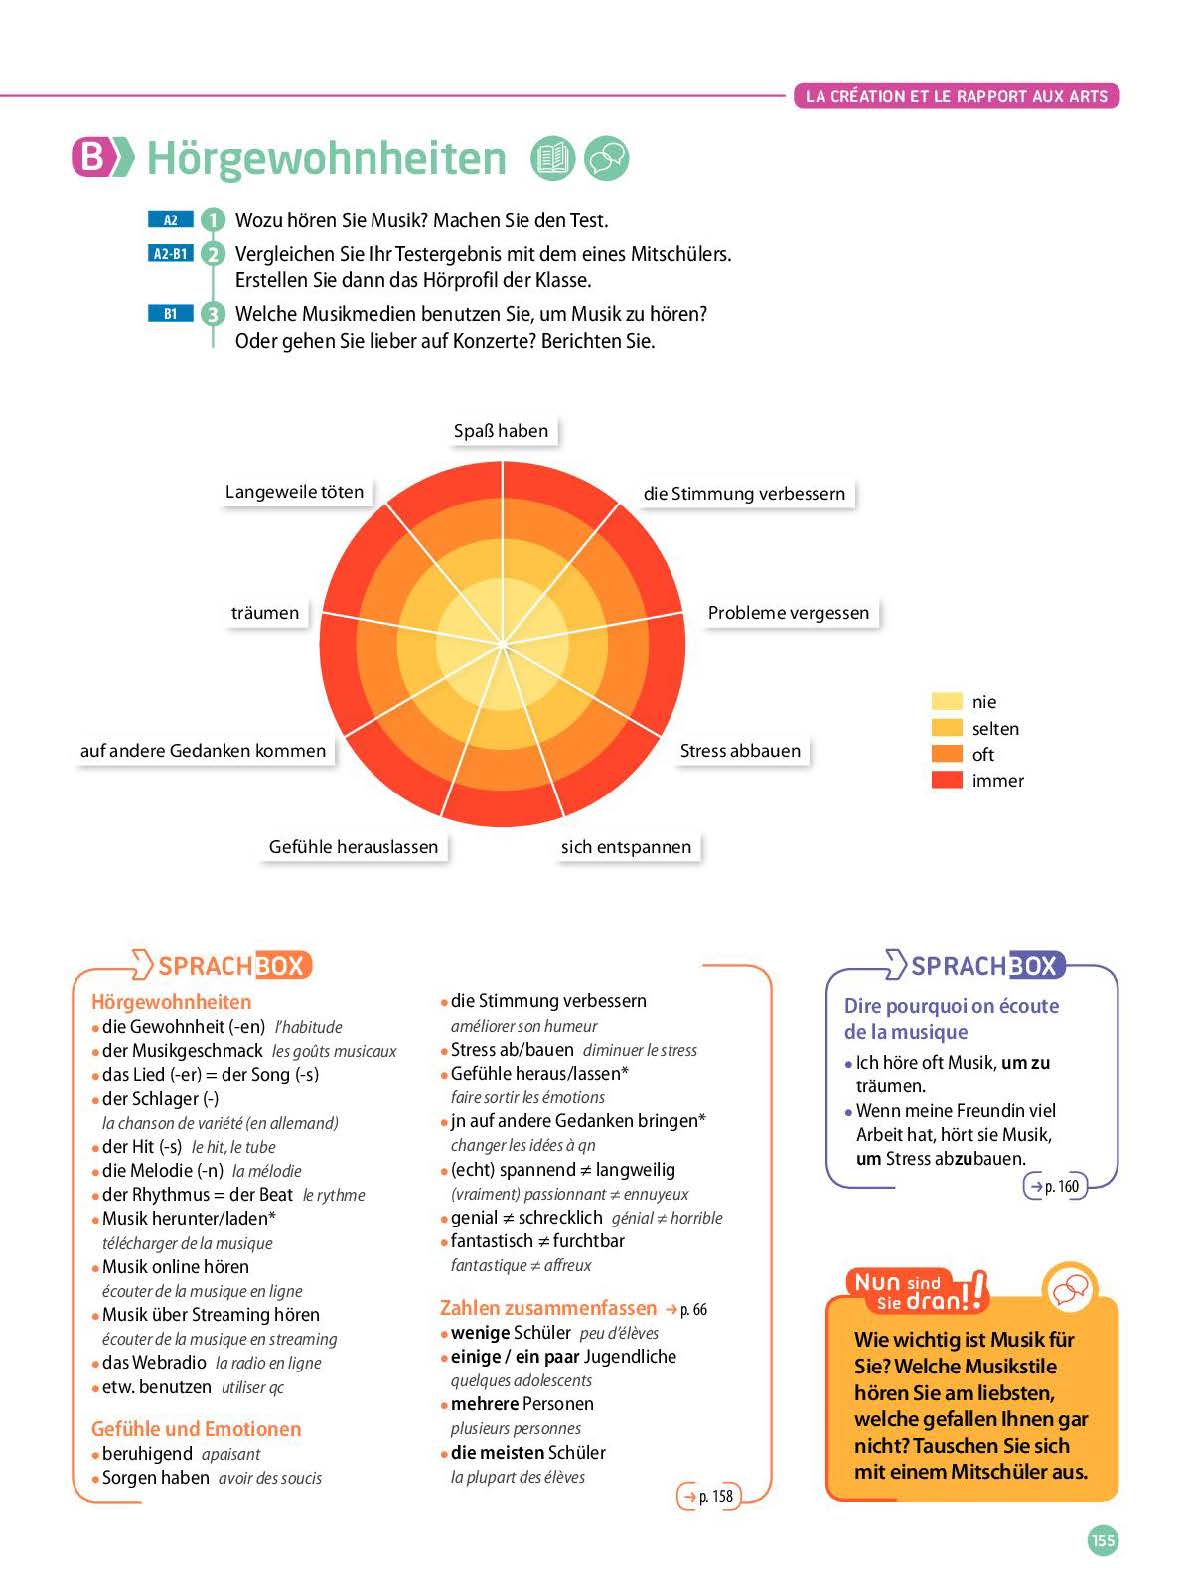 LA CRÉATION ET LE RAPPORT AUX ARTS
B Hörgewohnheiten
A2 1 Wozu hören Sie Musik? Machen Sie den Test.
A2-B1 2 Vergleichen Sie Ihr Testergebnis mit dem eines Mitschülers.
Erstellen Sie dann das Hörprofil der Klasse.
B1 3 Welche Musikmedien benutzen Sie, um Musik zu hören?
Oder gehen Sie lieber auf Konzerte? Berichten Sie.
Spaß haben
Langeweile töten
die Stimmung verbessern
träumen
Probleme vergessen
auf andere Gedanken kommen
Stress abbauen
Gefühle herauslassen
sich entspannen
nie
selten
oft
immer
SPRACHBOX
Hörgewohnheiten
• die Gewohnheit (-en) l'habitude
• der Musikgeschmack les goûts musicaux
• das Lied (-er) = der Song (-s)
• der Schlager (-)
la chanson de variété (en allemand)
• der Hit (-s) le hit, le tube
• die Melodie (-n) la mélodie
• der Rhythmus = der Beat le rythme
• Musik herunter/laden*
télécharger de la musique
• Musik online hören
écouter de la musique en ligne
• Musik über Streaming hören
écouter de la musique en streaming
• das Webradio la radio en ligne
• etw. benutzen utiliser qc
Gefühle und Emotionen
• beruhigend apaisant
• Sorgen haben avoir des soucis
• die Stimmung verbessern
améliorer son humeur
• Stress ab/bauen diminuer le stress
• Gefühle heraus/lassen*
faire sortir les émotions
• jn auf andere Gedanken bringen*
changer les idées à qn
• (echt) spannend ≠ langweilig
(vraiment) passionnant ≠ ennuyeux
• genial ≠ schrecklich génial ≠ horrible
• fantastisch ≠ furchtbar
fantastique ≠ affreux
Zahlen zusammenfassen → p. 66
• wenige Schüler peu d'élèves
• einige / ein paar Jugendliche
quelques adolescents
• mehrere Personen
plusieurs personnes
• die meisten Schüler
la plupart des élèves
→ p. 158
SPRACHBOX
Dire pourquoi on écoute
de la musique
• Ich höre oft Musik, um zu
träumen.
• Wenn meine Freundin viel
Arbeit hat, hört sie Musik,
um Stress abzubauen.
→ p. 160
Nun sind
Sie dran!!
Wie wichtig ist Musik für
Sie? Welche Musikstile
hören Sie am liebsten,
welche gefallen Ihnen gar
nicht? Tauschen Sie sich
mit einem Mitschüler aus.
155